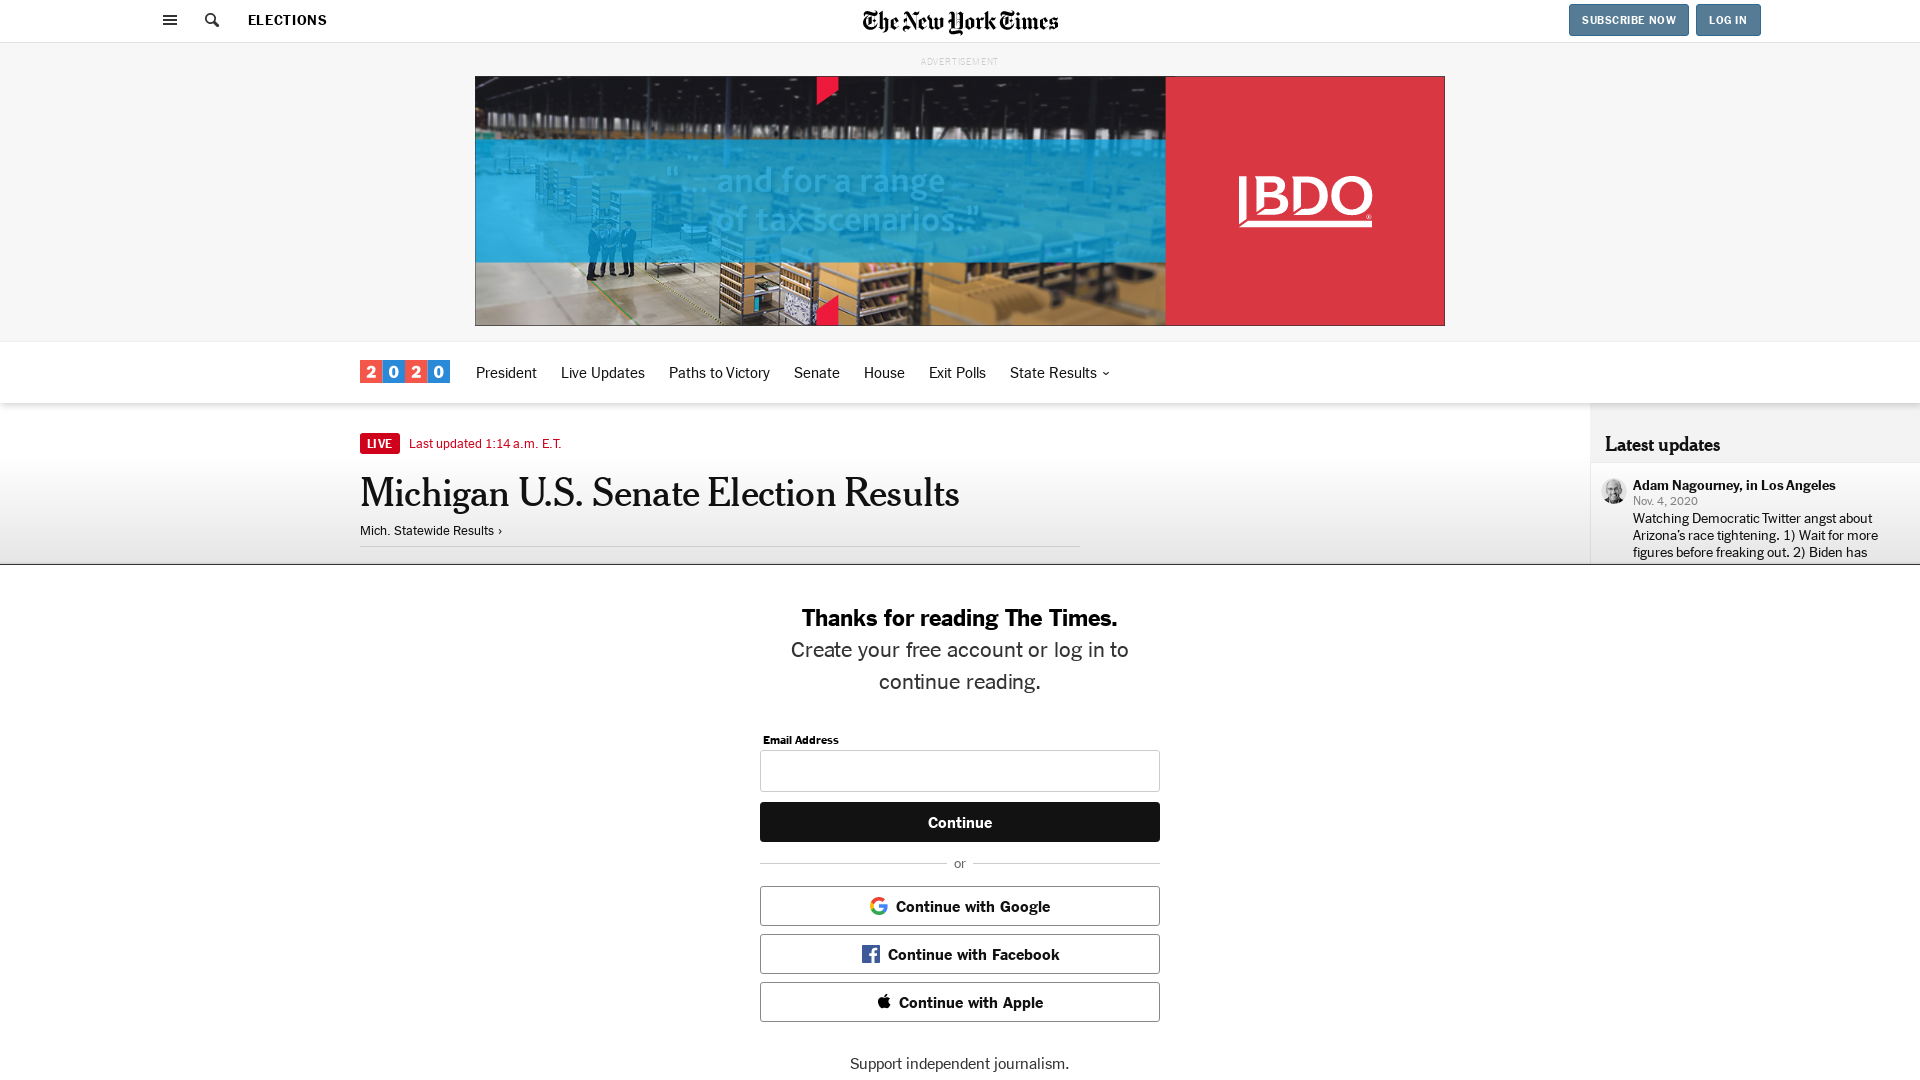 ELECTIONS
The New York Times
SUBSCRIBE NOW
LOG IN
ADVERTISEMENT
"... and for a range
of tax scenarios."
BDO
2020
President
Live Updates
Paths to Victory
Senate
House
Exit Polls
State Results
LIVE
Last updated 1:14 a.m. E.T.
Michigan U.S. Senate Election Results
Mich. Statewide Results ›
Latest updates
Adam Nagourney, in Los Angeles
Nov. 4, 2020
Watching Democratic Twitter angst about
Arizona's race tightening. 1) Wait for more
figures before freaking out. 2) Biden has
Thanks for reading The Times.
Create your free account or log in to
continue reading.
Email Address
Continue
or
Continue with Google
Continue with Facebook
Continue with Apple
Support independent journalism.